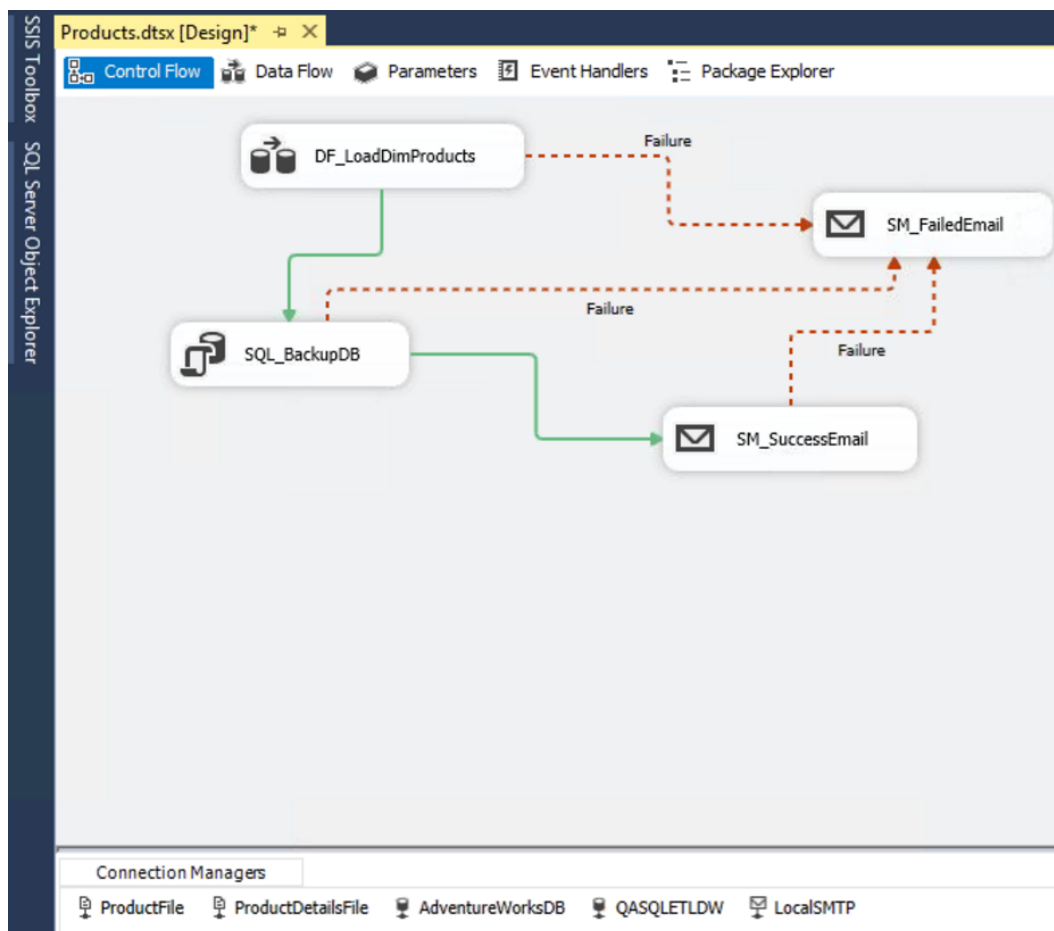 SSIS Toolbox
SQL Server Object Explorer
Products.dtsx [Design]*
Control Flow
Data Flow
Parameters
Event Handlers
Package Explorer
DF_LoadDimProducts
Failure
SM_FailedEmail
Failure
SQL_BackupDB
Failure
SM_SuccessEmail
Connection Managers
ProductFile
ProductDetailsFile
AdventureWorksDB
QASQLETLDW
LocalSMTP